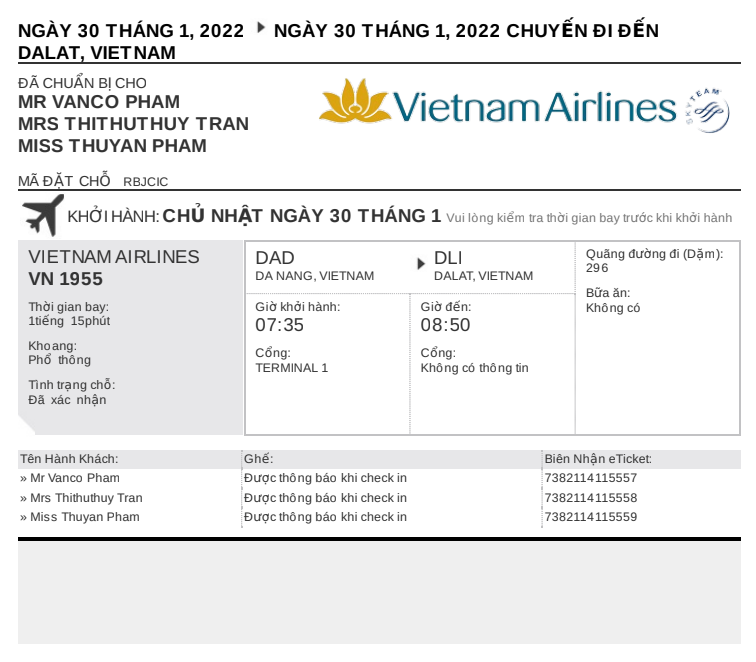 NGÀY 30 THÁNG 1, 2022 NGÀY 30 THÁNG 1, 2022 CHUYẾN ĐI ĐẾN
DALAT, VIETNAM
ĐÃ CHUẨN BỊ CHO
MR VANCO PHAM
MRS THITHUTHUY TRAN
MISS THUYAN PHAM
Vietnam Airlines
SKYTEAM
MÃ ĐẶT CHỖ RBJCIC
KHỞI HÀNH: CHỦ NHẬT NGÀY 30 THÁNG 1 Vui lòng kiểm tra thời gian bay trước khi khởi hành
VIETNAM AIRLINES
VN 1955
Thời gian bay:
1tiếng 15phút
Khoang:
Phổ thông
Tình trạng chỗ:
Đã xác nhận
DAD
DA NANG, VIETNAM
DLI
DALAT, VIETNAM
Giờ khởi hành:
07:35
Cổng:
TERMINAL 1
Giờ đến:
08:50
Cổng:
Không có thông tin
Quãng đường đi (Dặm):
296
Bữa ăn:
Không có
Tên Hành Khách: Ghế: Biên Nhận eTicket:
» Mr Vanco Pham Được thông báo khi check in 7382114115557
» Mrs Thithuthuy Tran Được thông báo khi check in 7382114115558
» Miss Thuyan Pham Được thông báo khi check in 7382114115559